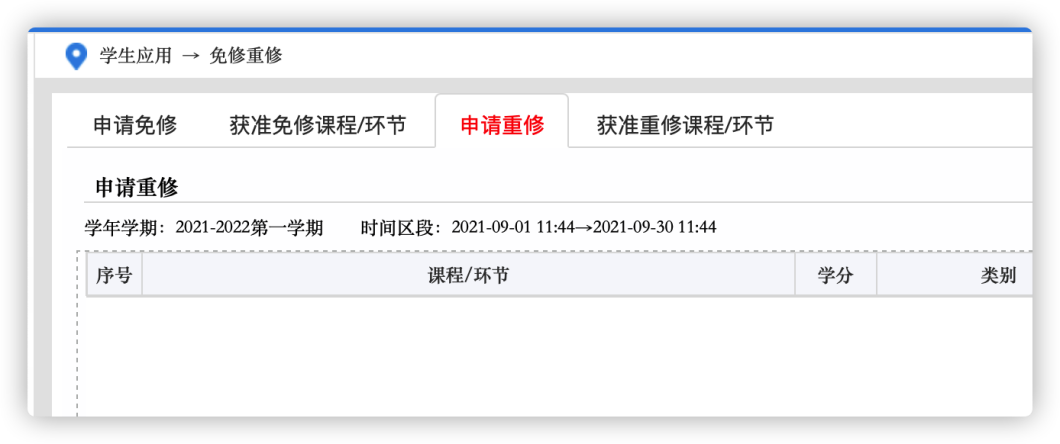 学生应用 → 免修重修
申请免修 获准免修课程/环节 申请重修 获准重修课程/环节
申请重修
学年学期：2021-2022第一学期 时间区段：2021-09-01 11:44→2021-09-30 11:44
序号 课程/环节 学分 类别